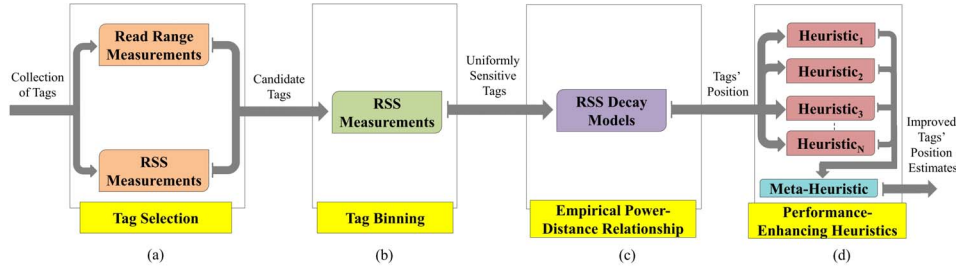 Collection
of Tags
Read Range
Measurements
RSS
Measurements
Tag Selection
(a)
Candidate
Tags
RSS
Measurements
Tag Binning
(b)
Uniformly
Sensitive
Tags
RSS Decay
Models
Empirical Power-
Distance Relationship
(c)
Tags'
Position
Heuristic1
Heuristic2
Heuristic3
HeuristicN
Meta-Heuristic
Performance-
Enhancing Heuristics
(d)
Improved
Tags'
Position
Estimates